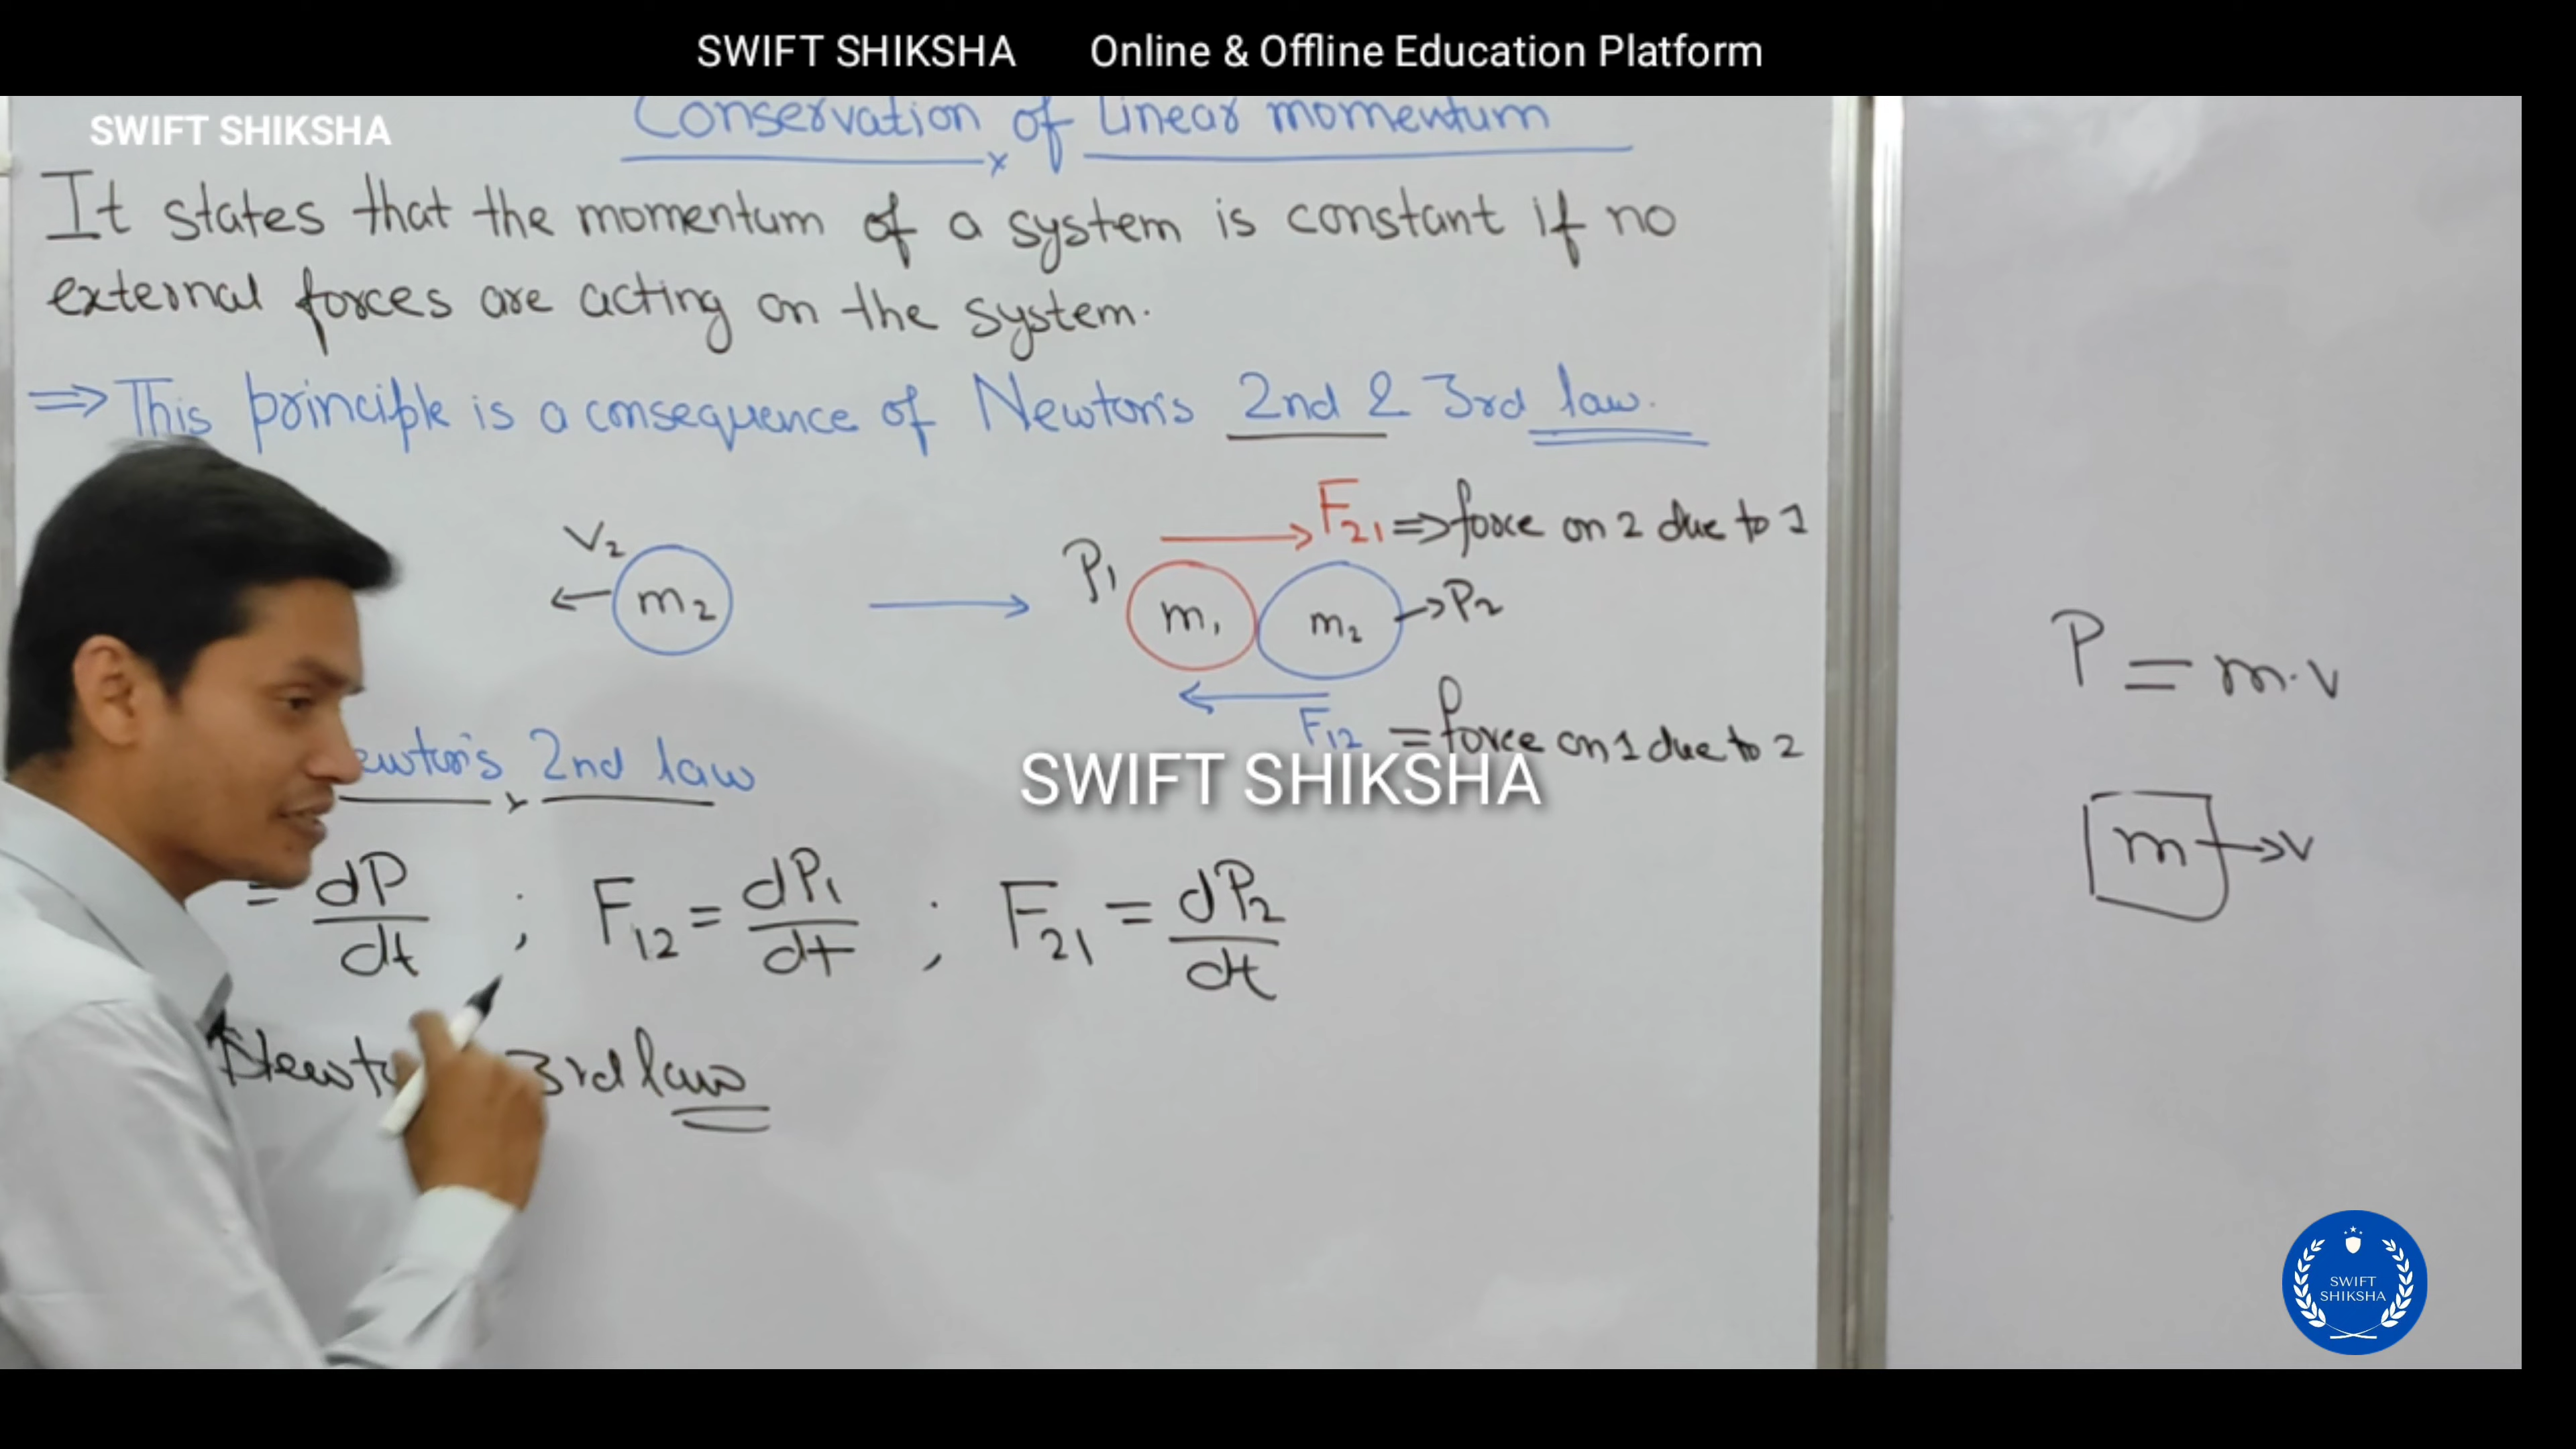 SWIFT SHIKSHA Online & Offline Education Platform
SWIFT SHIKSHA
Conservation of Linear momentum
It states that the momentum of a system is constant if no
external forces are acting on the system.
⇒ This principle is a consequence of Newton's 2nd & 3rd law.
F21 ⇒ force on 2 due to 1
V2
← m2 → P1 m1 m2 → P2
F12 = force on 1 due to 2
P = m.v
2nd law
SWIFT SHIKSHA
m → v
= dP/dt ; F12 = dP1/dt ; F21 = dP2/dt
3rd law
SWIFT
SHIKSHA